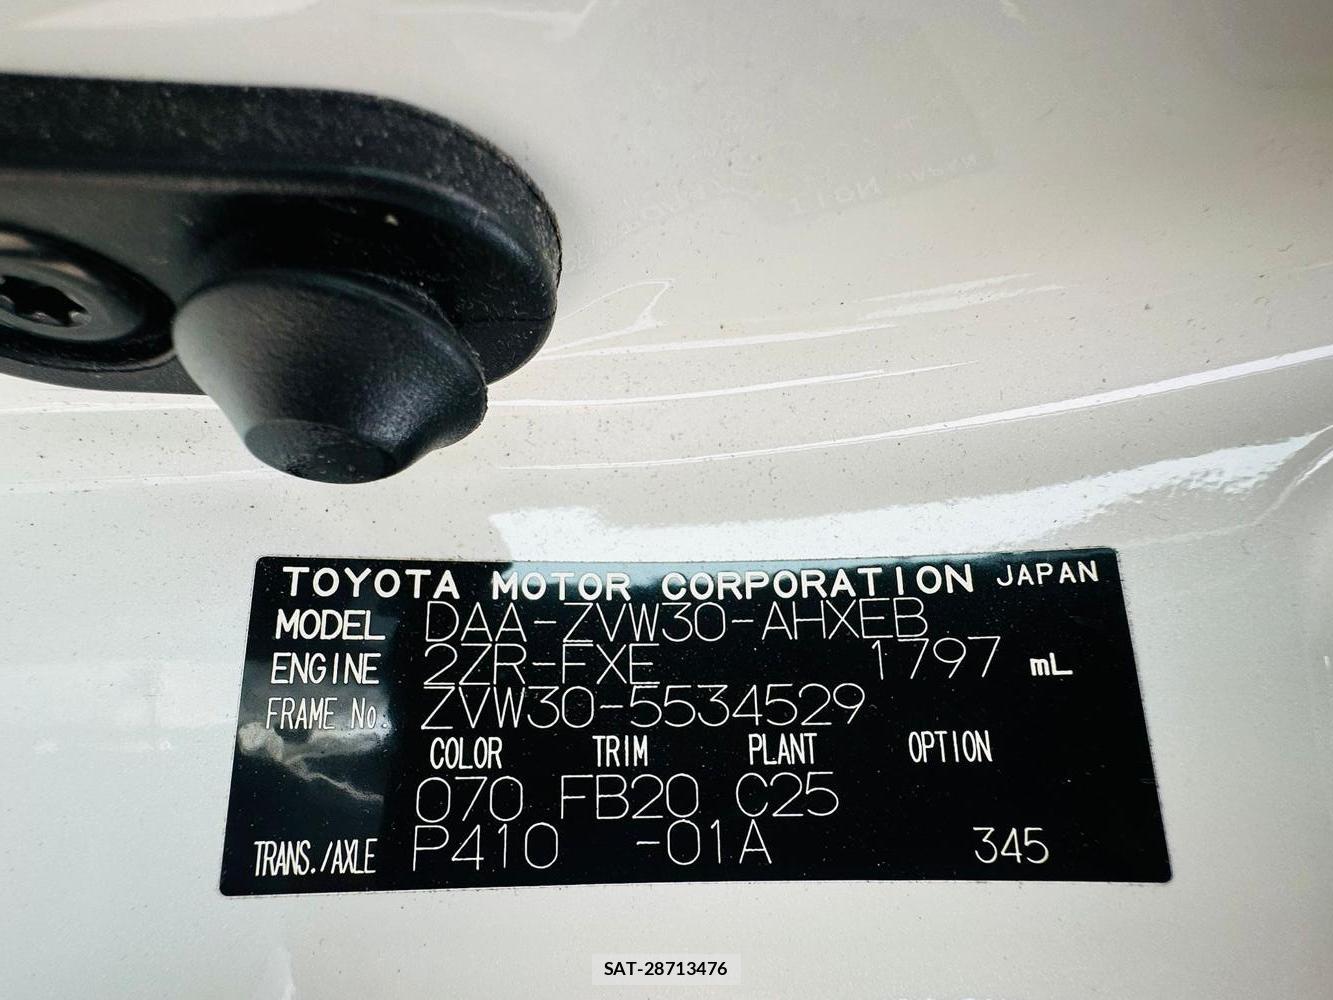 TOYOTA MOTOR CORPORATION JAPAN
MODEL DAA-ZVW30-AHXEB
ENGINE 2ZR-FXE 1797 mL
FRAME No. ZVW30-5534529
COLOR TRIM PLANT OPTION
070 FB20 C25
TRANS./AXLE P410 -01A 345
SAT-28713476